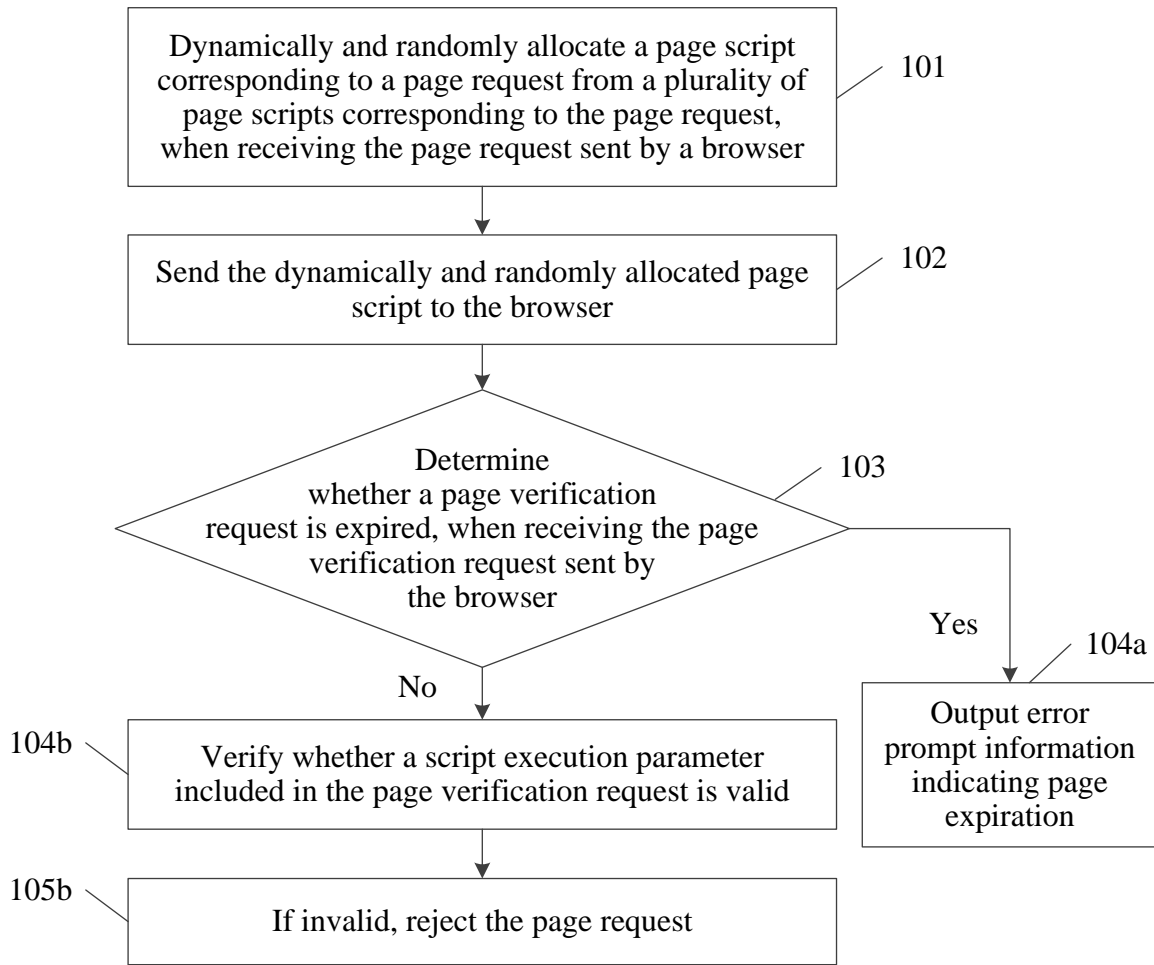 Dynamically and randomly allocate a page script
corresponding to a page request from a plurality of
page scripts corresponding to the page request,
when receiving the page request sent by a browser
101
Send the dynamically and randomly allocated page
script to the browser
102
Determine
whether a page verification
request is expired, when receiving the page
verification request sent by
the browser
103
Yes
No
104a
Output error
prompt information
indicating page
expiration
104b
Verify whether a script execution parameter
included in the page verification request is valid
105b
If invalid, reject the page request